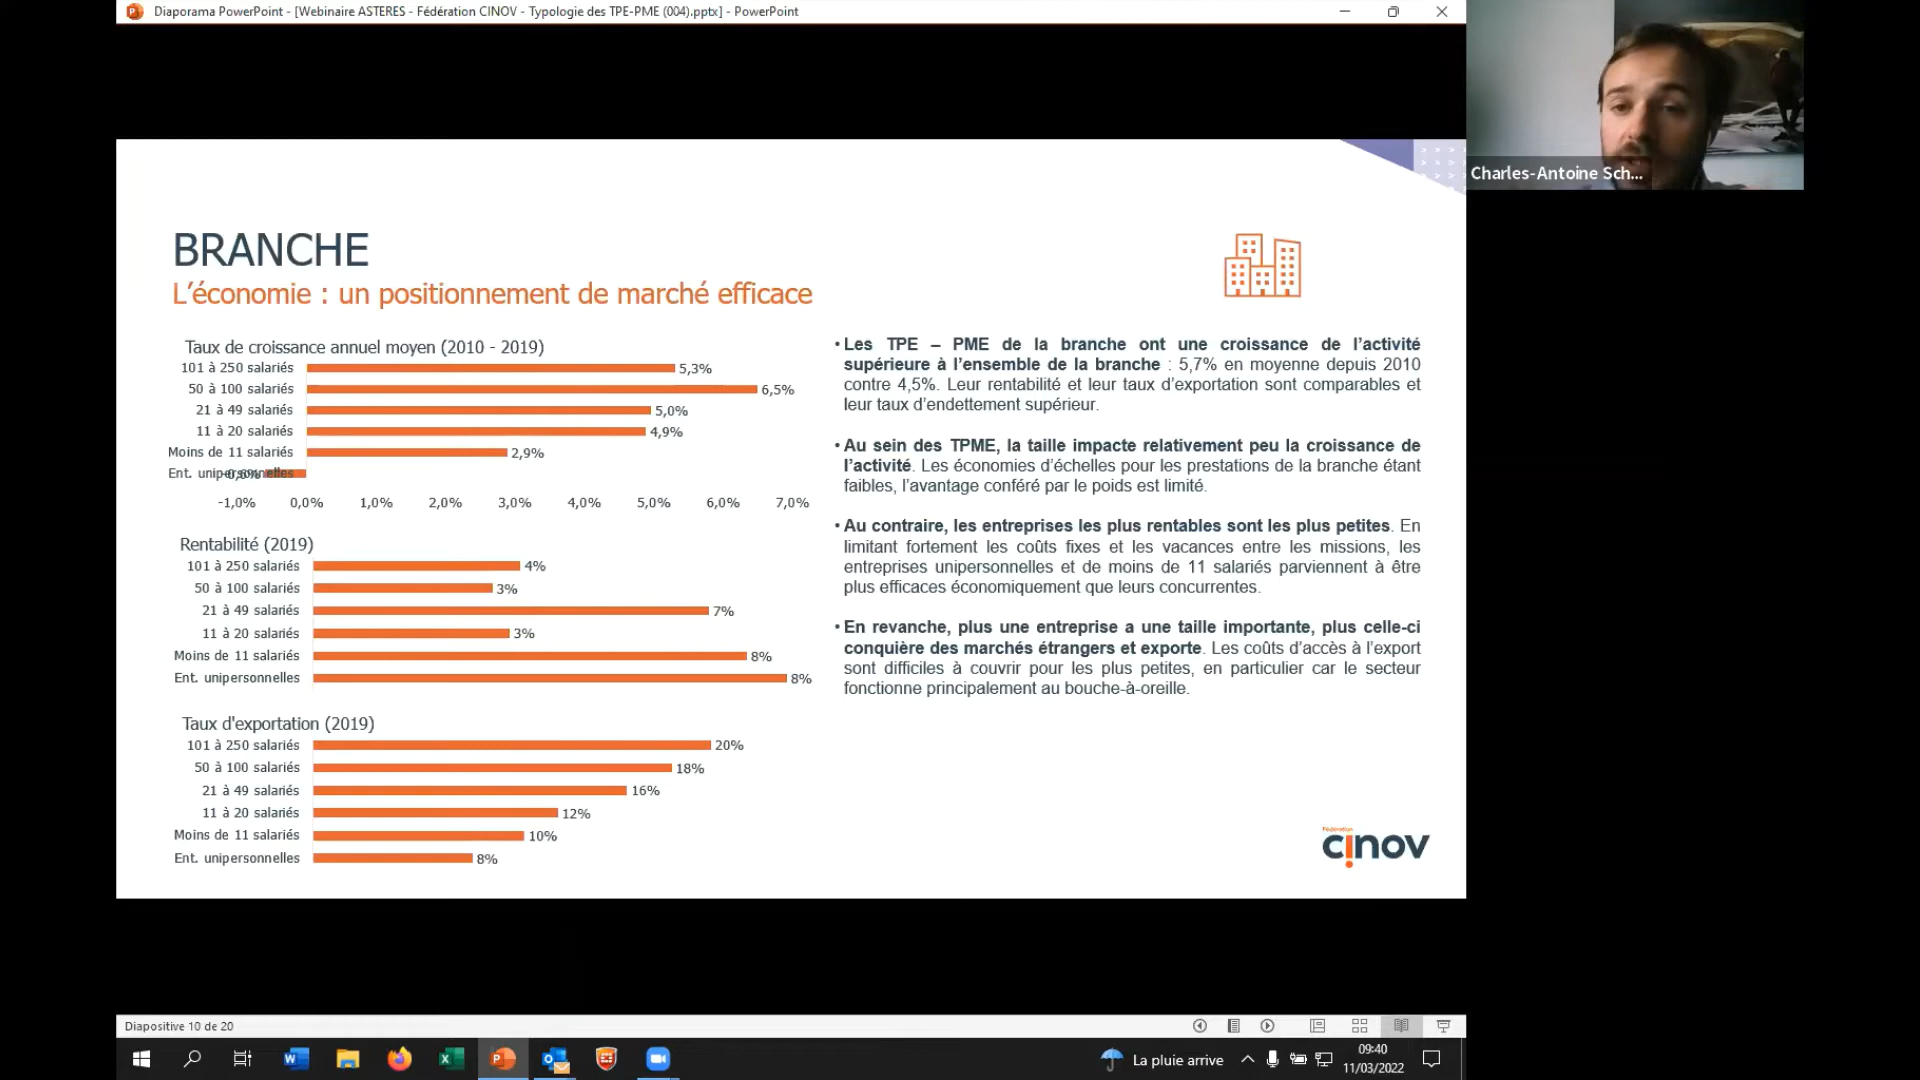 Diaporama PowerPoint - [Webinaire ASTERES - Fédération CINOV - Typologie des TPE-PME (004).pptx] - PowerPoint
Charles-Antoine Sch...
BRANCHE
L’économie : un positionnement de marché efficace
Taux de croissance annuel moyen (2010 - 2019)
101 à 250 salariés 5,3%
50 à 100 salariés 6,5%
21 à 49 salariés 5,0%
11 à 20 salariés 4,9%
Moins de 11 salariés 2,9%
Ent. unipersonnelles -0,6%
-1,0% 0,0% 1,0% 2,0% 3,0% 4,0% 5,0% 6,0% 7,0%
Rentabilité (2019)
101 à 250 salariés 4%
50 à 100 salariés 3%
21 à 49 salariés 7%
11 à 20 salariés 3%
Moins de 11 salariés 8%
Ent. unipersonnelles 8%
Taux d'exportation (2019)
101 à 250 salariés 20%
50 à 100 salariés 18%
21 à 49 salariés 16%
11 à 20 salariés 12%
Moins de 11 salariés 10%
Ent. unipersonnelles 8%
• Les TPE – PME de la branche ont une croissance de l’activité
supérieure à l’ensemble de la branche : 5,7% en moyenne depuis 2010
contre 4,5%. Leur rentabilité et leur taux d’exportation sont comparables et
leur taux d’endettement supérieur.
• Au sein des TPME, la taille impacte relativement peu la croissance de
l’activité. Les économies d’échelles pour les prestations de la branche étant
faibles, l’avantage conféré par le poids est limité.
• Au contraire, les entreprises les plus rentables sont les plus petites. En
limitant fortement les coûts fixes et les vacances entre les missions, les
entreprises unipersonnelles et de moins de 11 salariés parviennent à être
plus efficaces économiquement que leurs concurrentes.
• En revanche, plus une entreprise a une taille importante, plus celle-ci
conquière des marchés étrangers et exporte. Les coûts d’accès à l’export
sont difficiles à couvrir pour les plus petites, en particulier car le secteur
fonctionne principalement au bouche-à-oreille.
Fédération
cinov
Diapositive 10 de 20
La pluie arrive
09:40
11/03/2022